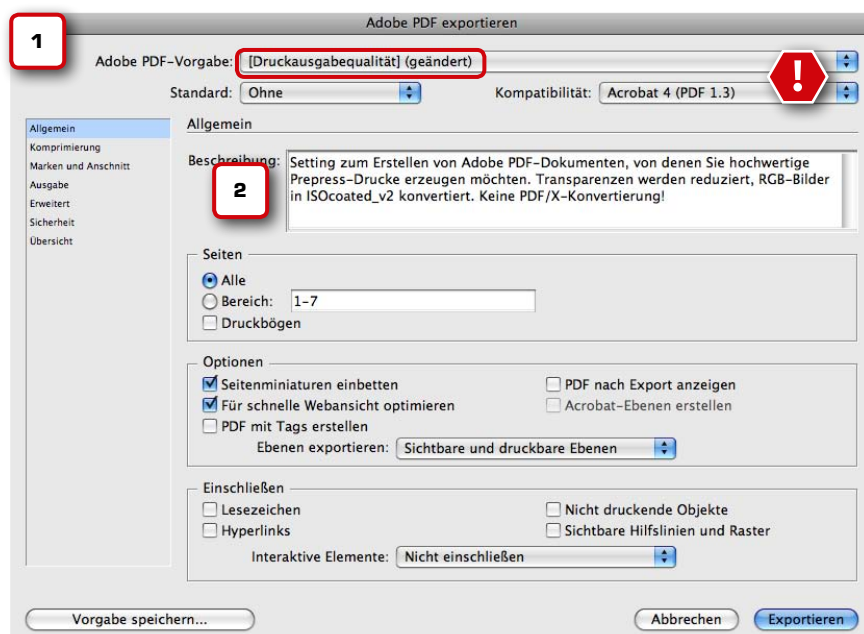 Adobe PDF exportieren
1
Adobe PDF-Vorgabe: [Druckausgabequalität] (geändert)
!
Standard: Ohne Kompatibilität: Acrobat 4 (PDF 1.3)
Allgemein
Komprimierung
Marken und Anschnitt
Ausgabe
Erweitert
Sicherheit
Übersicht
Allgemein
Beschreibung: Setting zum Erstellen von Adobe PDF-Dokumenten, von denen Sie hochwertige
Prepress-Drucke erzeugen möchten. Transparenzen werden reduziert, RGB-Bilder
in ISOcoated_v2 konvertiert. Keine PDF/X-Konvertierung!
2
Seiten
Alle
Bereich: 1-7
Druckbögen
Optionen
Seitenminiaturen einbetten PDF nach Export anzeigen
Für schnelle Webansicht optimieren Acrobat-Ebenen erstellen
PDF mit Tags erstellen
Ebenen exportieren: Sichtbare und druckbare Ebenen
Einschließen
Lesezeichen Nicht druckende Objekte
Hyperlinks Sichtbare Hilfslinien und Raster
Interaktive Elemente: Nicht einschließen
Vorgabe speichern... Abbrechen Exportieren